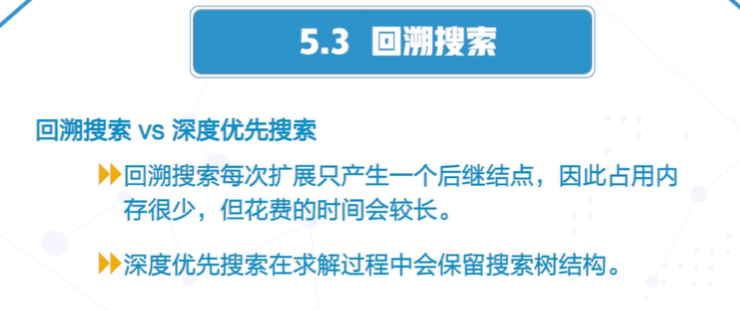 5.3 回溯搜索
回溯搜索 vs 深度优先搜索
回溯搜索每次扩展只产生一个后继结点，因此占用内
存很少，但花费的时间会较长。
深度优先搜索在求解过程中会保留搜索树结构。